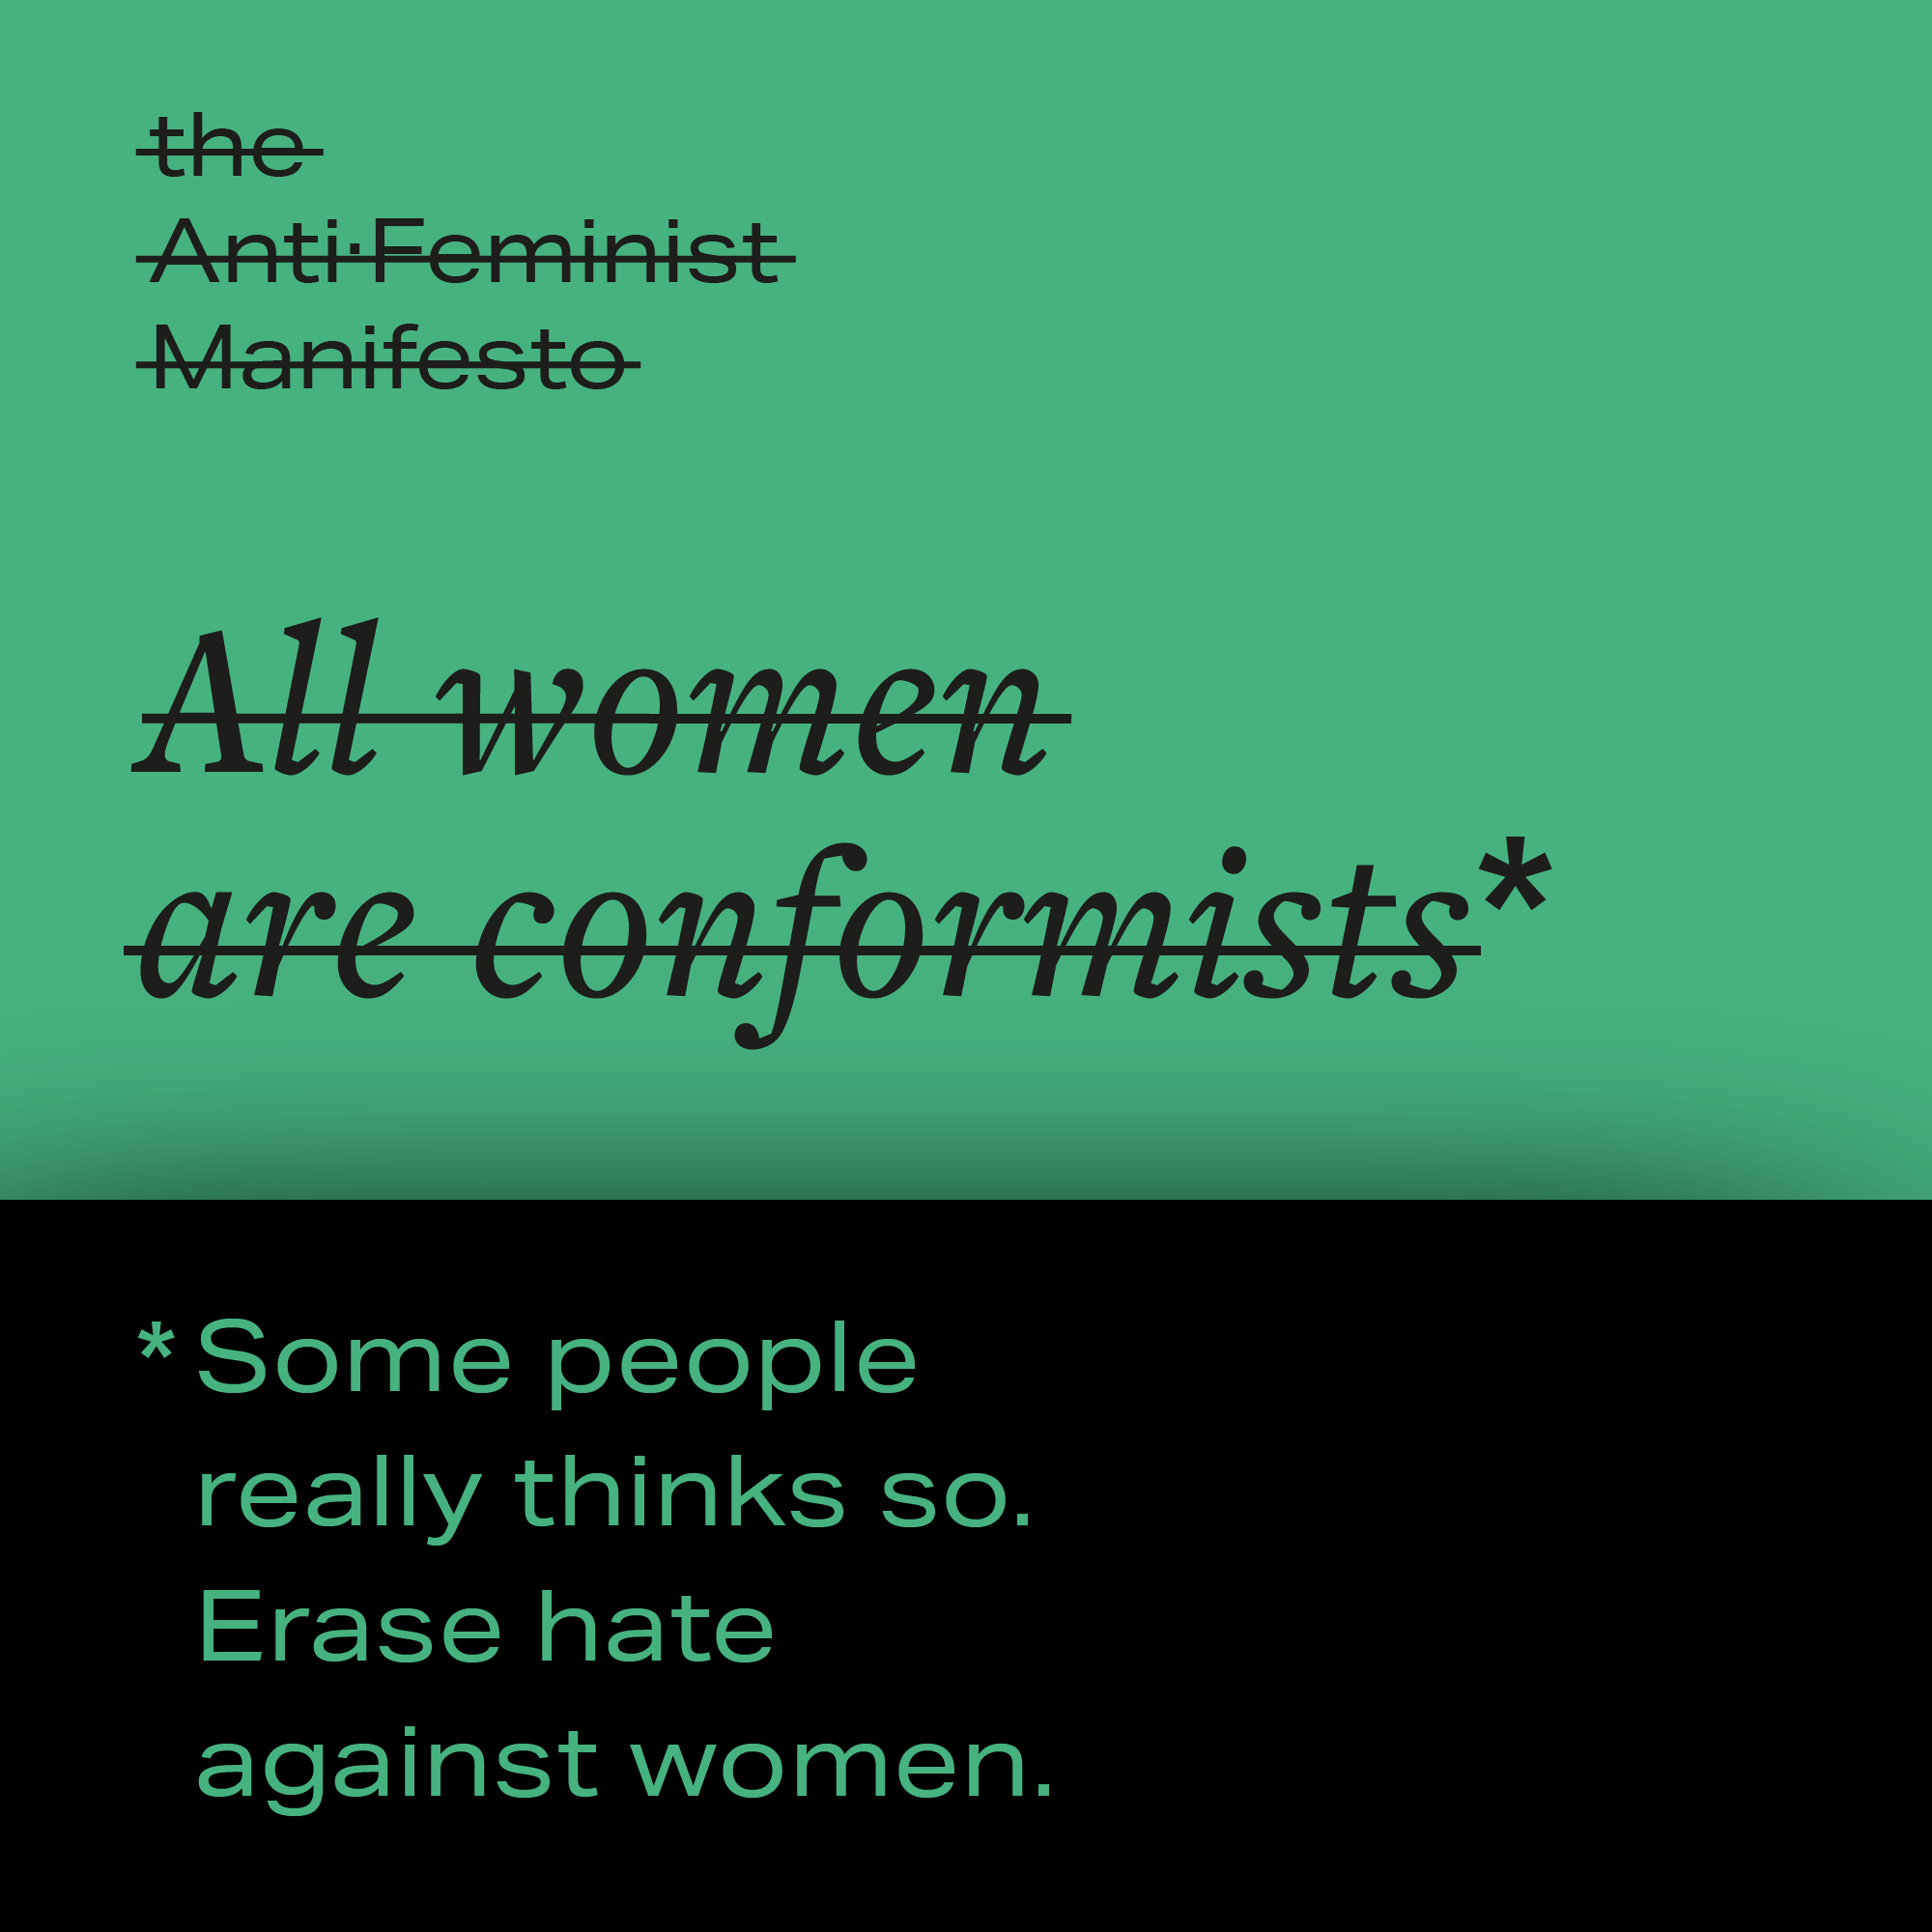 the
Anti·Feminist
Manifesto
All women
are conformists*
*Some people
really thinks so.
Erase hate
against women.